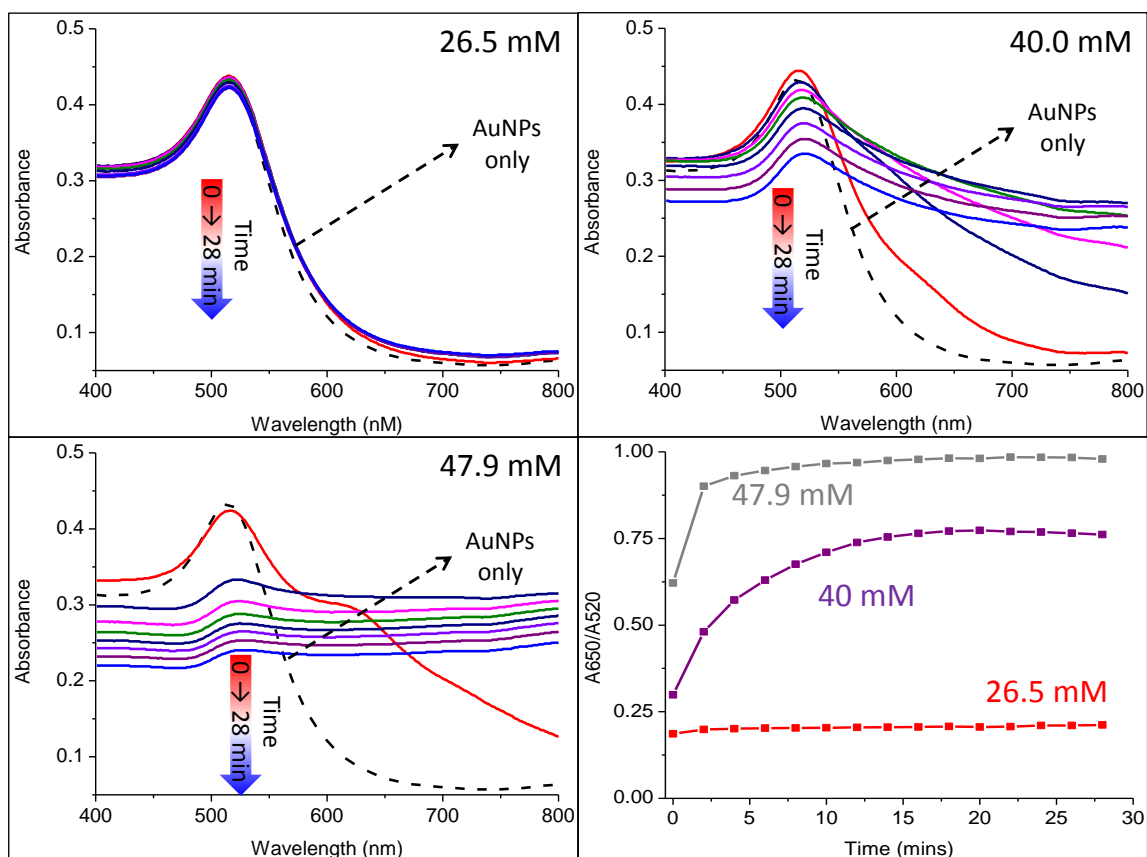 26.5 mM
0.5
0.4
0.3
0.2
0.1
Absorbance
AuNPs
only
0 → 28 min
Time
400
500
600
700
800
Wavelength (nM)
40.0 mM
0.5
0.4
0.3
0.2
0.1
Absorbance
AuNPs
only
0 → 28 min
Time
400
500
600
700
800
Wavelength (nm)
47.9 mM
0.5
0.4
0.3
0.2
0.1
Absorbance
AuNPs
only
0 → 28 min
Time
400
500
600
700
800
Wavelength (nm)
1.00
0.75
0.50
0.25
0.00
A650/A520
47.9 mM
40 mM
26.5 mM
0
5
10
15
20
25
30
Time (mins)